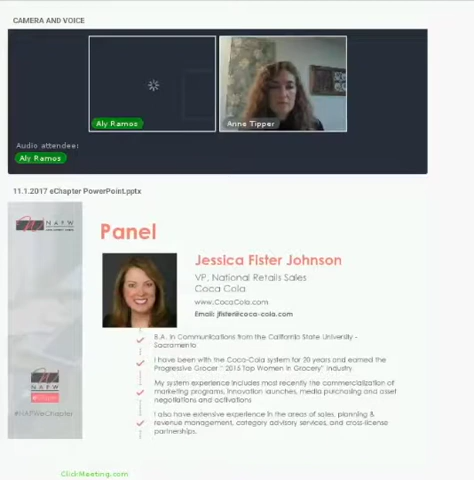 CAMERA AND VOICE
Aly Ramos
Anne Tipper
Audio attendee:
Aly Ramos
11.1.2017 eChapter PowerPoint.pptx
NAFW
Panel
Jessica Fister Johnson
VP, National Retails Sales
Coca Cola
www.CocaCola.com
Email: jfister@coca-cola.com
B.A. in Communications from the California State University -
Sacramento
I have been with the Coca-Cola system for 20 years and earned the
Progressive Grocer " 2015 Top Women in Grocery" Industry.
My system experience includes most recently the commercialization of
marketing programs, innovation launches, media purchasing and asset
negotiations and activations
I also have extensive experience in the areas of sales, planning &
revenue management, category advisory services, and cross-license
partnerships.
NAFW
#NAFWeChapter
ClickMeeting.com